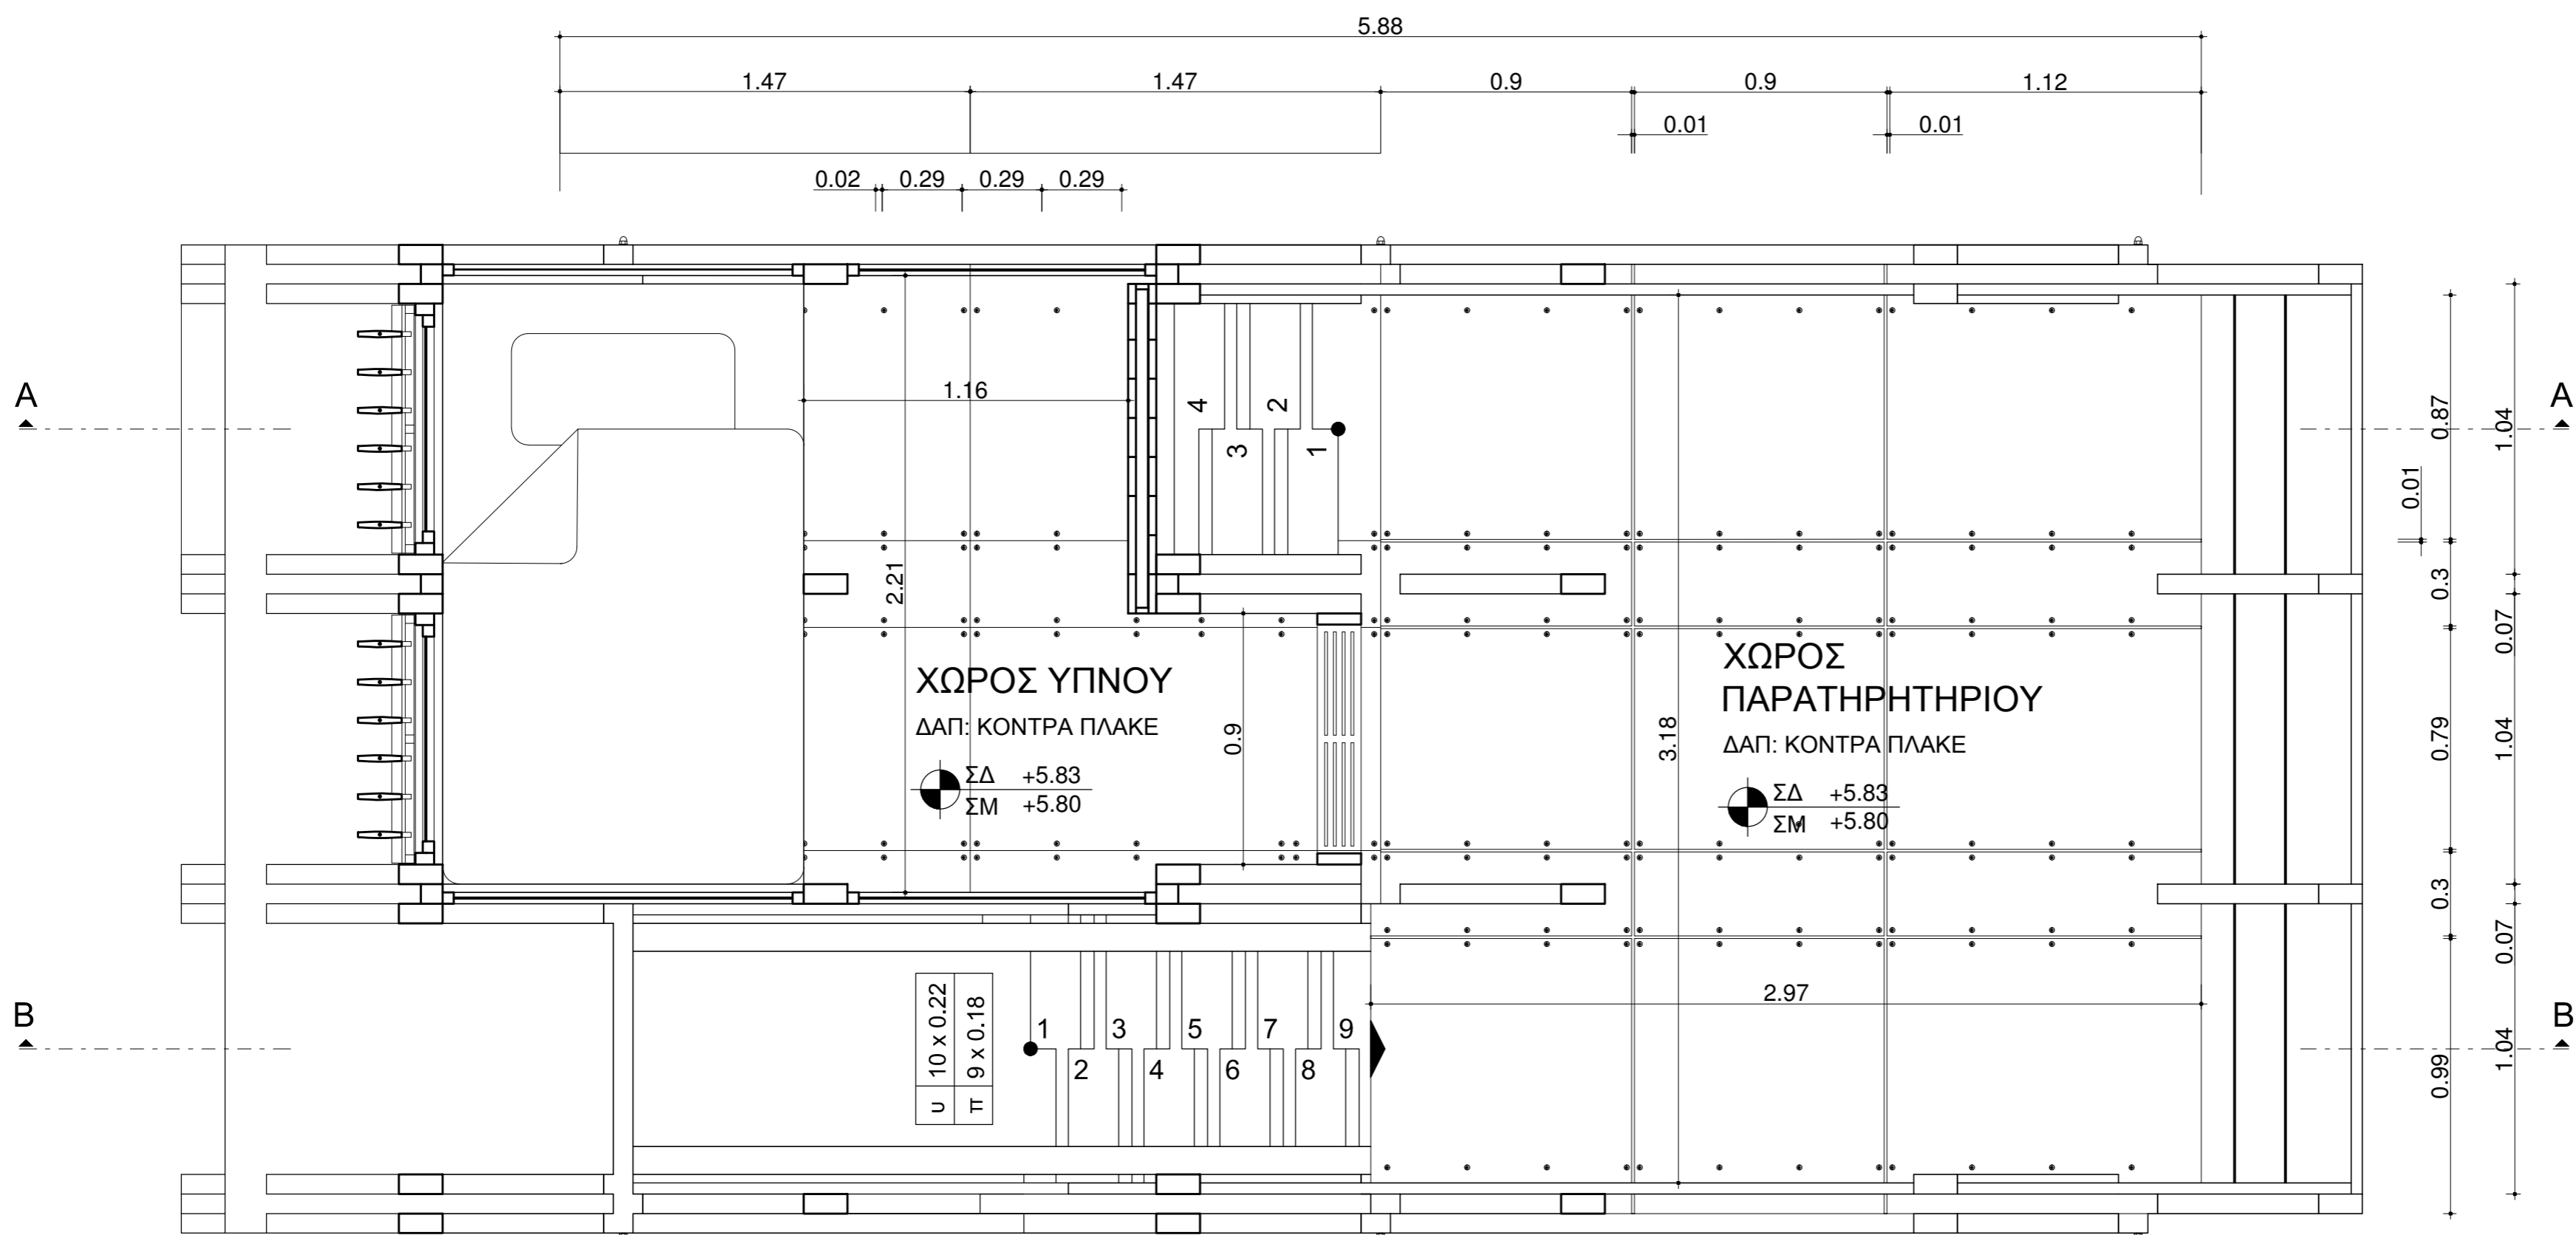 5.88
1.47 1.47 0.9 0.9 1.12
0.01 0.01
0.02 0.29 0.29 0.29
A A
1.16
4 2
3 1
2.21
0.9
3.18
0.87
1.04
0.01
0.3
0.07
0.79
1.04
0.3
0.07
0.99
1.04
ΧΩΡΟΣ ΥΠΝΟΥ
ΔΑΠ: ΚΟΝΤΡΑ ΠΛΑΚΕ
ΣΔ +5.83
ΣΜ +5.80
ΧΩΡΟΣ
ΠΑΡΑΤΗΡΗΤΗΡΙΟΥ
ΔΑΠ: ΚΟΝΤΡΑ ΠΛΑΚΕ
ΣΔ +5.83
ΣΜ +5.80
2.97
B B
υ 10 x 0.22
π 9 x 0.18
1 3 5 7 9
2 4 6 8